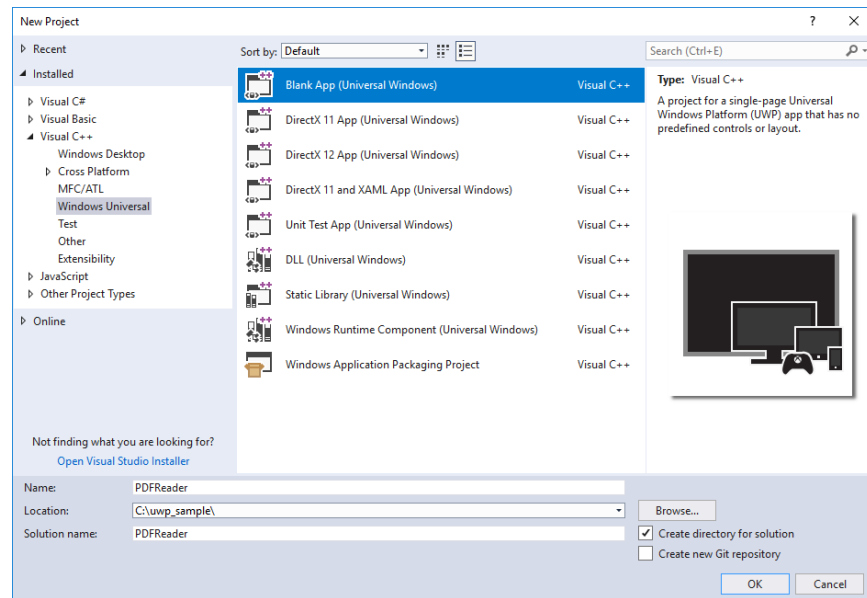 New Project
Recent
Installed
Visual C#
Visual Basic
Visual C++
Windows Desktop
Cross Platform
MFC/ATL
Windows Universal
Test
Other
Extensibility
JavaScript
Other Project Types
Online
Not finding what you are looking for?
Open Visual Studio Installer
Sort by: Default
Blank App (Universal Windows) Visual C++
DirectX 11 App (Universal Windows) Visual C++
DirectX 12 App (Universal Windows) Visual C++
DirectX 11 and XAML App (Universal Windows) Visual C++
Unit Test App (Universal Windows) Visual C++
DLL (Universal Windows) Visual C++
Static Library (Universal Windows) Visual C++
Windows Runtime Component (Universal Windows) Visual C++
Windows Application Packaging Project Visual C++
Search (Ctrl+E)
Type: Visual C++
A project for a single-page Universal
Windows Platform (UWP) app that has no
predefined controls or layout.
Name: PDFReader
Location: C:\uwp_sample\
Solution name: PDFReader
Browse...
Create directory for solution
Create new Git repository
OK Cancel